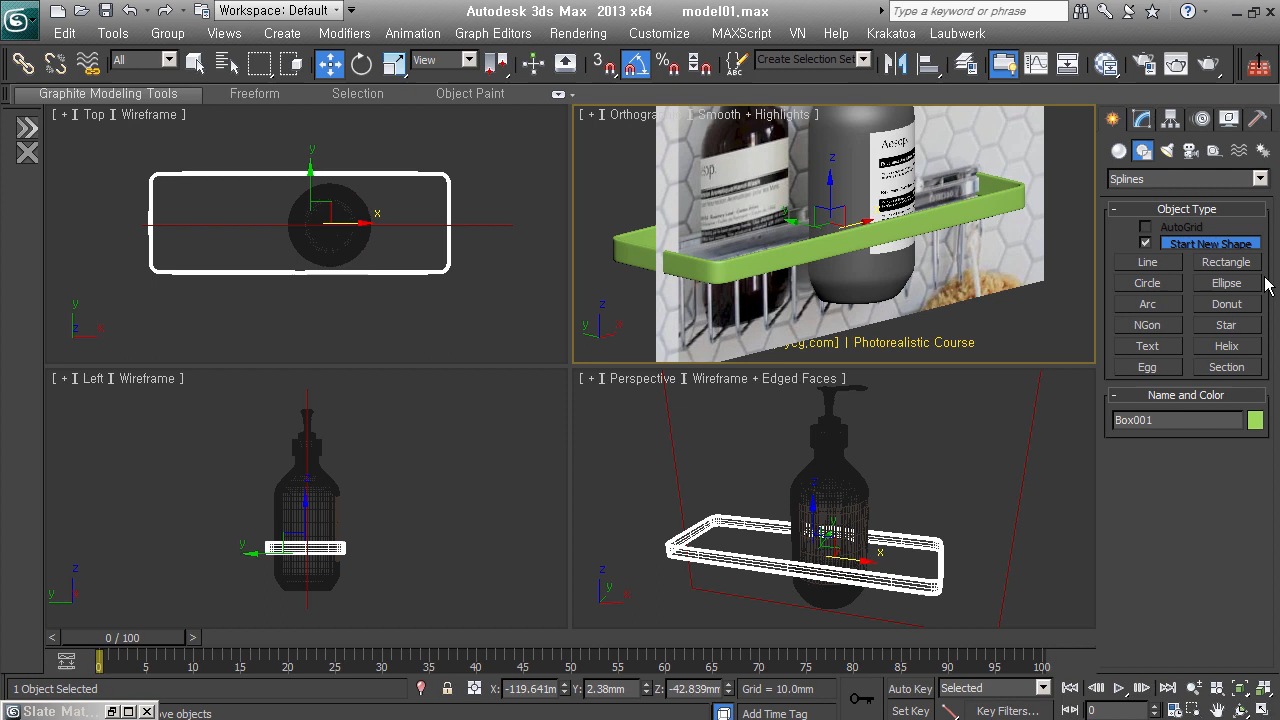 Workspace: Default
Autodesk 3ds Max 2013 x64 model01.max
Type a keyword or phrase
Edit Tools Group Views Create Modifiers Animation Graph Editors Rendering Customize MAXScript VN Help Krakatoa Laubwerk
All
View
3
Create Selection Set
Graphite Modeling Tools Freeform Selection Object Paint
[ + ] Top Wireframe ]
y
x
y
z x
Smooth + Highlights ]
Aesop.
z
z
y x
ycg.com] | Photorealistic Course
Splines
- Object Type
AutoGrid
Start New Shape
Line Rectangle
Circle Ellipse
Arc Donut
NGon Star
Text Helix
Egg Section
- Name and Color
Box001
[ + ] Left Wireframe ]
y
z
y
[ + ] Perspective Wireframe + Edged Faces ]
z
y
x
z
y
x
< 0 / 100 >
0 5 10 15 20 25 30 35 40 45 50 55 60 65 70 75 80 85 90 95 100
1 Object Selected X: -119.641m Y: 2.38mm Z: -42.839mm Grid = 10.0mm Auto Key Selected
Slate Mat... ove objects Add Time Tag Set Key Key Filters... 0